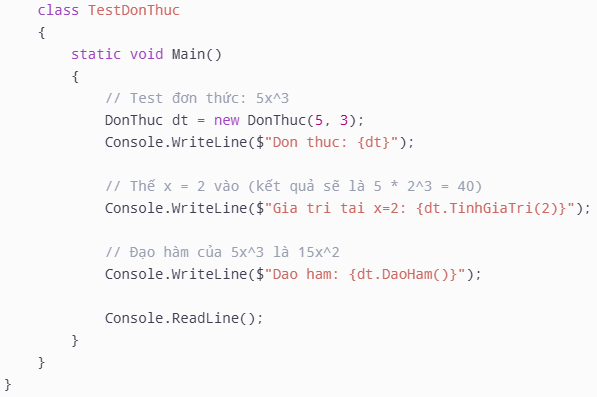 class TestDonThuc
{
static void Main()
{
// Test đơn thức: 5x^3
DonThuc dt = new DonThuc(5, 3);
Console.WriteLine($"Don thuc: {dt}");
// Thế x = 2 vào (kết quả sẽ là 5 * 2^3 = 40)
Console.WriteLine($"Gia tri tai x=2: {dt.TinhGiaTri(2)}");
// Đạo hàm của 5x^3 là 15x^2
Console.WriteLine($"Dao ham: {dt.DaoHam()}");
Console.ReadLine();
}
}
}